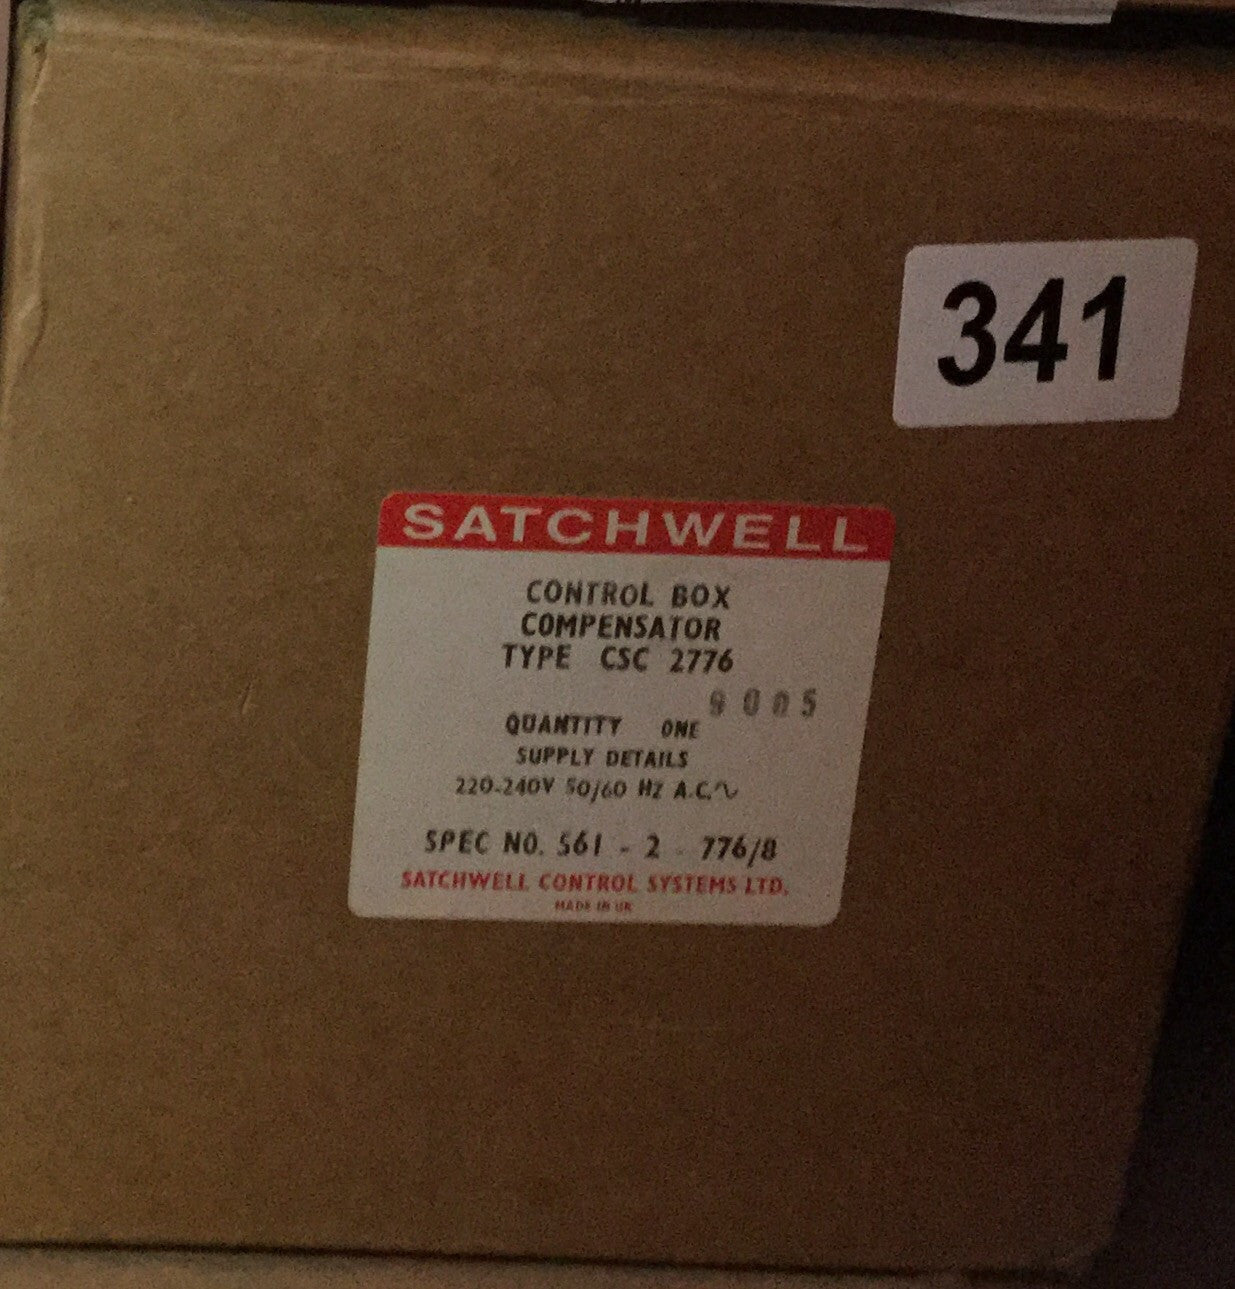 341
SATCHWELL
CONTROL BOX
COMPENSATOR
TYPE CSC 2776
9005
QUANTITY ONE
SUPPLY DETAILS
220-240V 50/60 HZ A.C.∿
SPEC NO. 561 - 2 - 776/8
SATCHWELL CONTROL SYSTEMS LTD.
MADE IN UK